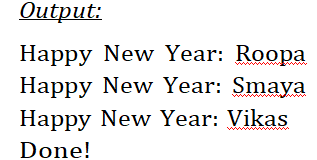 Output:
Happy New Year: Roopa
Happy New Year: Smaya
Happy New Year: Vikas
Done!